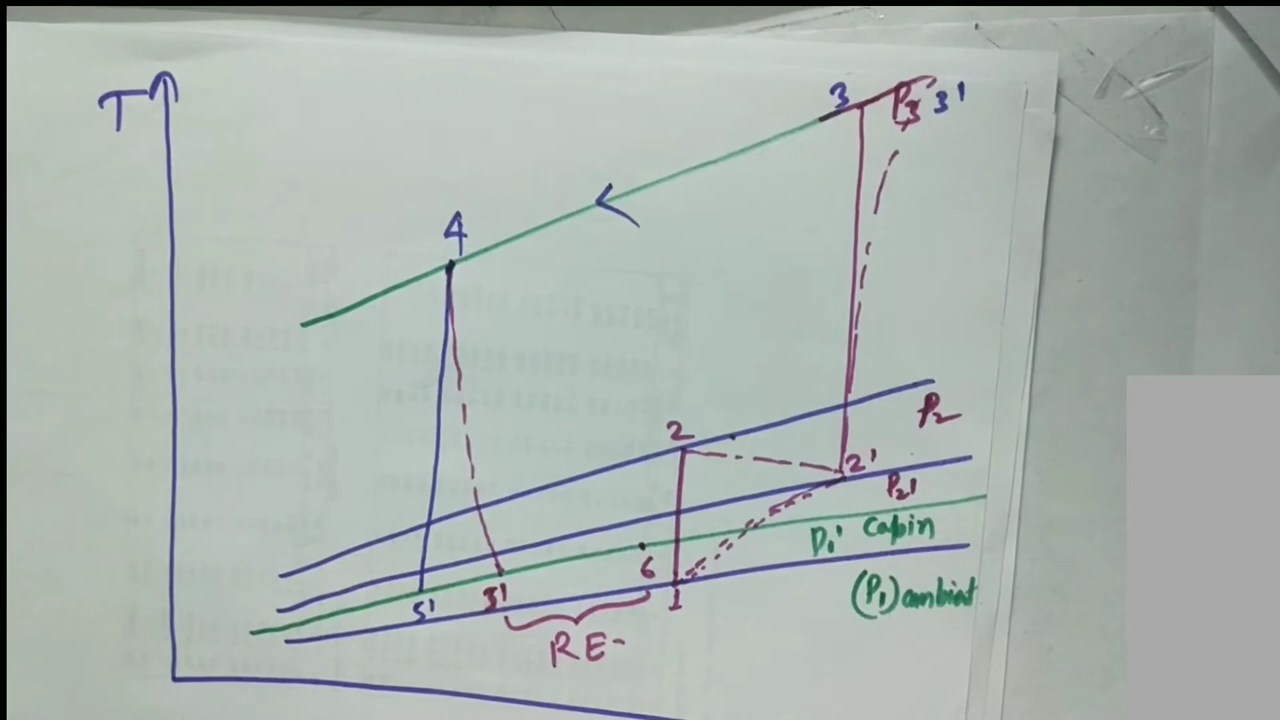 T
3
P3
3'
4
2
P2
2'
P2'
P1' Cabin
6
5'
5'
1
(P1) ambient
RE-